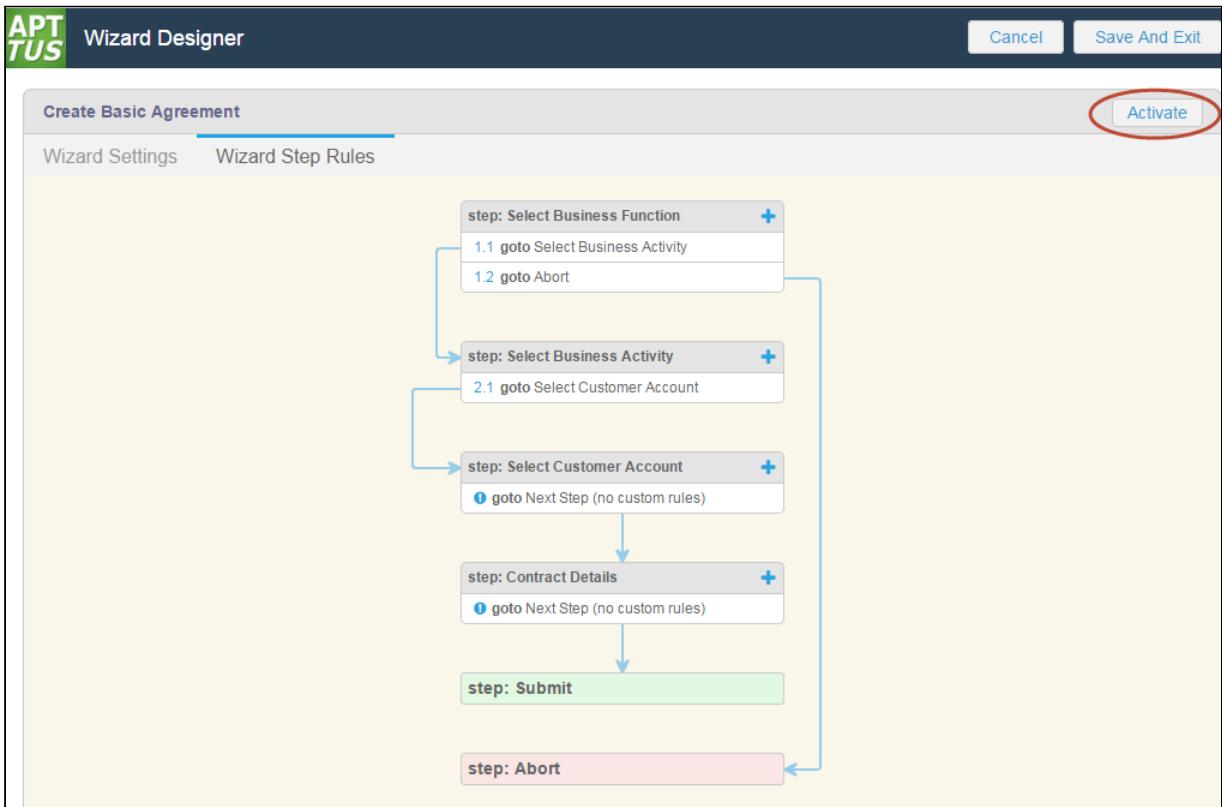 APT
TUS
Wizard Designer
Cancel
Save And Exit
Create Basic Agreement
Activate
Wizard Settings
Wizard Step Rules
step: Select Business Function
1.1 goto Select Business Activity
1.2 goto Abort
step: Select Business Activity
2.1 goto Select Customer Account
step: Select Customer Account
goto Next Step (no custom rules)
step: Contract Details
goto Next Step (no custom rules)
step: Submit
step: Abort